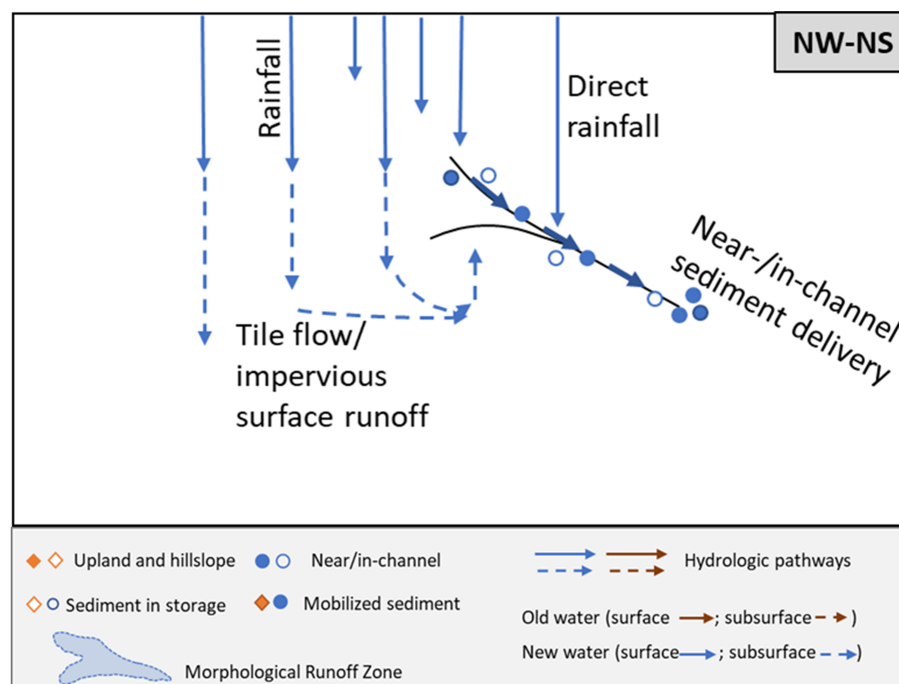 NW-NS
Rainfall
Direct
rainfall
Near-/in-channel
sediment delivery
Tile flow/
impervious
surface runoff
Upland and hillslope
Near/in-channel
Hydrologic pathways
Sediment in storage
Mobilized sediment
Old water (surface ; subsurface )
New water (surface ; subsurface )
Morphological Runoff Zone